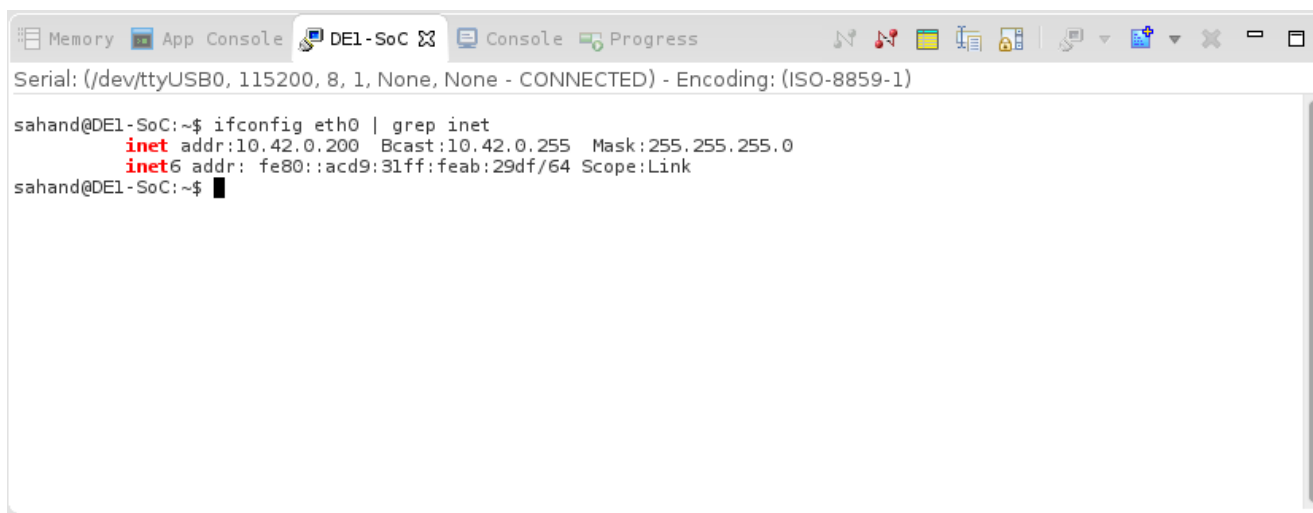 Memory App Console DE1-SoC Console Progress
Serial: (/dev/ttyUSB0, 115200, 8, 1, None, None - CONNECTED) - Encoding: (ISO-8859-1)
sahand@DE1-SoC:~$ ifconfig eth0 | grep inet
inet addr:10.42.0.200  Bcast:10.42.0.255  Mask:255.255.255.0
inet6 addr: fe80::acd9:31ff:feab:29df/64 Scope:Link
sahand@DE1-SoC:~$